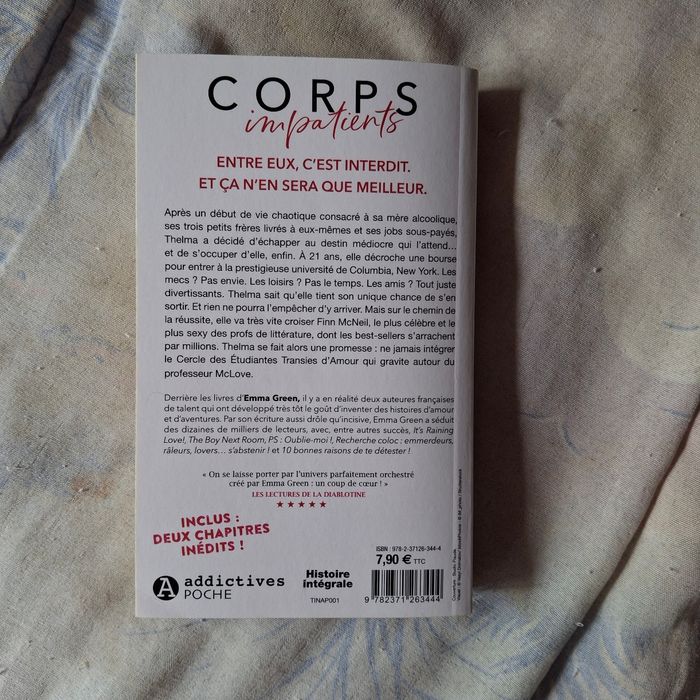 CORPS
impatients
ENTRE EUX, C'EST INTERDIT.
ET ÇA N'EN SERA QUE MEILLEUR.
Après un début de vie chaotique consacré à sa mère alcoolique,
ses trois petits frères livrés à eux-mêmes et ses jobs sous-payés,
Thelma a décidé d'échapper au destin médiocre qui l'attend…
et de s'occuper d'elle, enfin. À 21 ans, elle décroche une bourse
pour entrer à la prestigieuse université de Columbia, New York. Les
mecs ? Pas envie. Les loisirs ? Pas le temps. Les amis ? Tout juste
divertissants. Thelma sait qu'elle tient son unique chance de s'en
sortir. Et rien ne pourra l'empêcher d'y arriver. Mais sur le chemin de
la réussite, elle va très vite croiser Finn McNeil, le plus célèbre et le
plus sexy des profs de littérature, dont les best-sellers s'arrachent
par millions. Thelma se fait alors une promesse : ne jamais intégrer
le Cercle des Étudiantes Transies d'Amour qui gravite autour du
professeur McLove.
Derrière les livres d'Emma Green, il y a en réalité deux auteures françaises
de talent qui ont développé très tôt le goût d'inventer des histoires d'amour
et d'aventures. Par son écriture aussi drôle qu'incisive, Emma Green a séduit
des dizaines de milliers de lecteurs, avec, entre autres succès, It's Raining
Love!, The Boy Next Room, PS : Oublie-moi !, Recherche coloc : emmerdeurs,
râleurs, lovers… s'abstenir ! et 10 bonnes raisons de te détester !
« On se laisse porter par l'univers parfaitement orchestré
créé par Emma Green : un coup de cœur ! »
LES LECTURES DE LA DIABLOTINE
INCLUS :
DEUX CHAPITRES
INÉDITS !
A addictives
POCHE
Histoire
intégrale
TINAP001
ISBN : 978-2-37126-344-4
7,90 € TTC
9 782371 263444